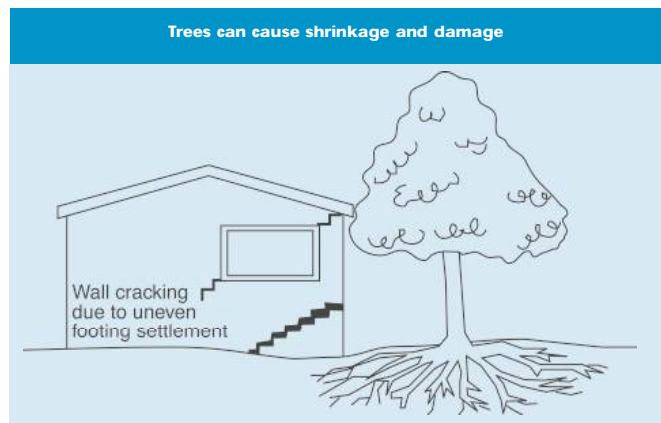 Trees can cause shrinkage and damage
Wall cracking
due to uneven
footing settlement